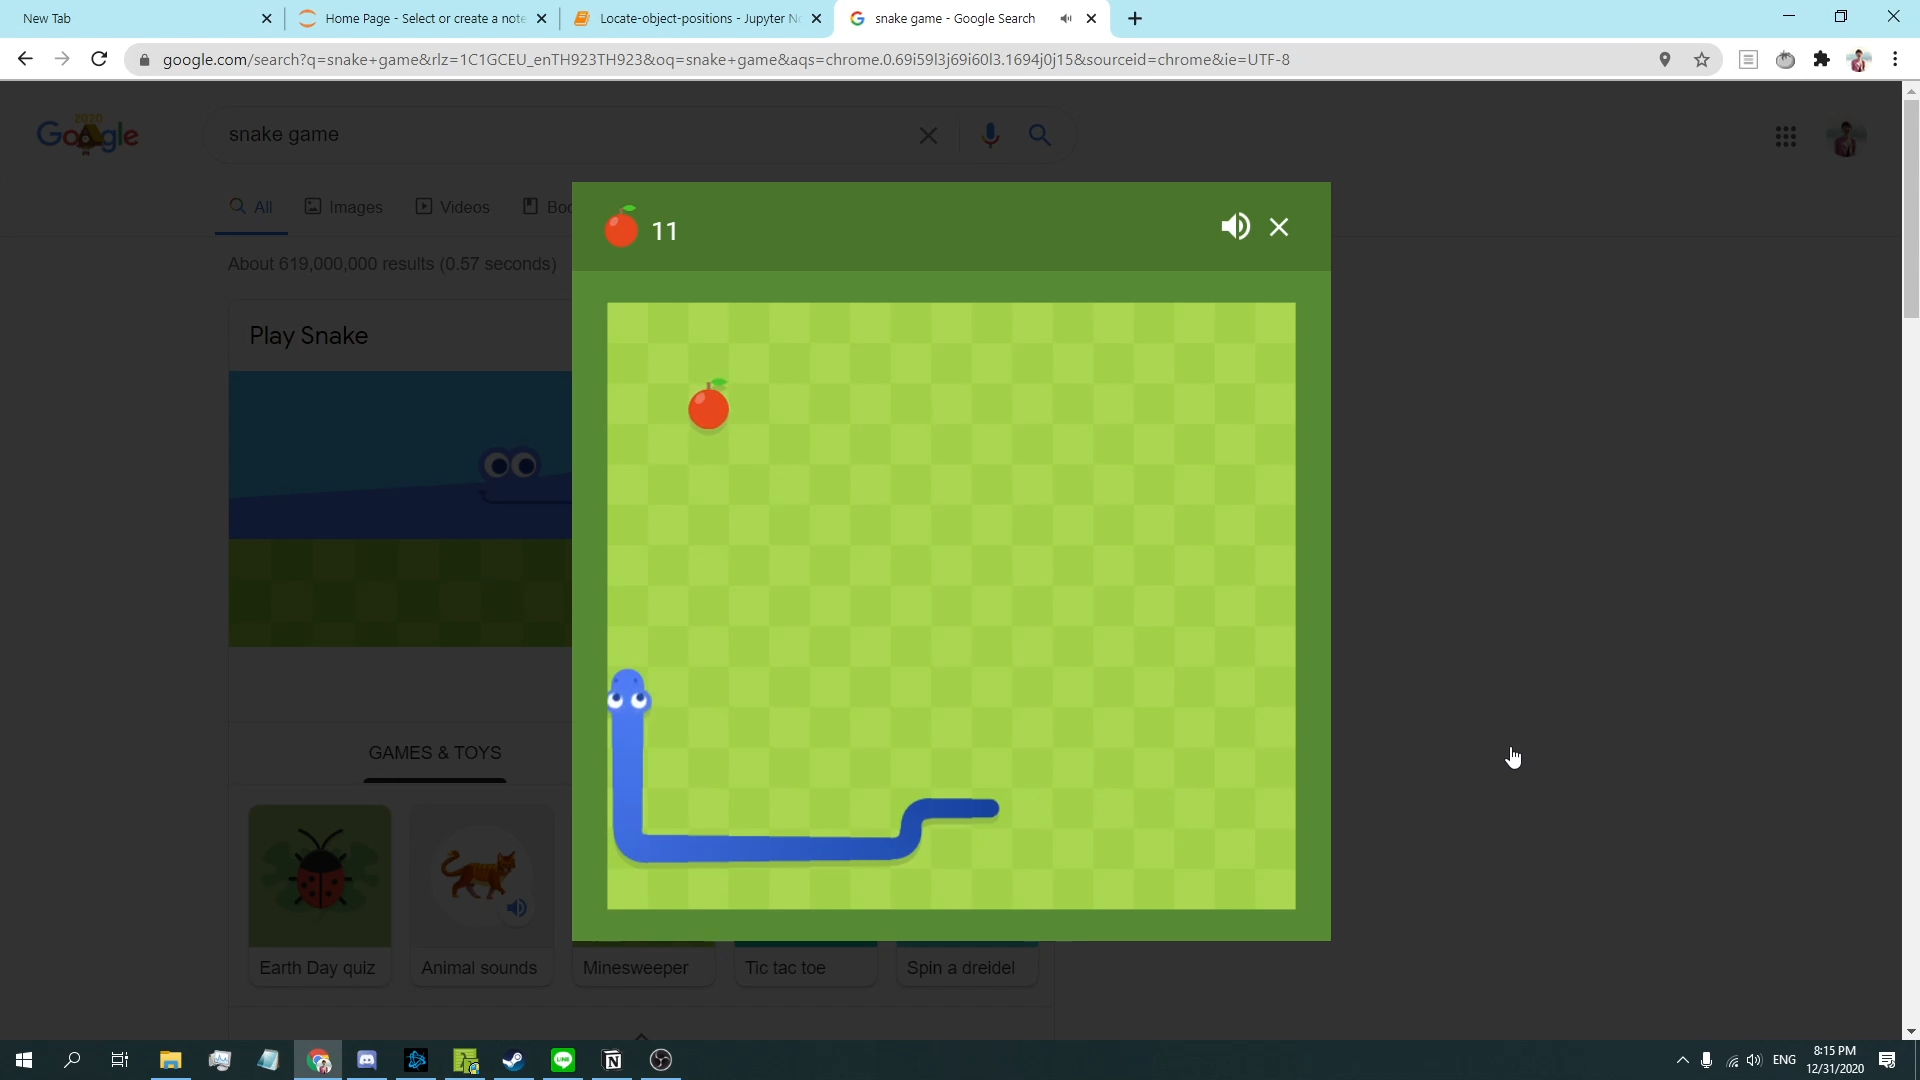 New Tab
Home Page - Select or create a note
Locate-object-positions - Jupyter No
snake game - Google Search
google.com/search?q=snake+game&rlz=1C1GCEU_enTH923TH923&oq=snake+game&aqs=chrome.0.69i59l3j69i60l3.1694j0j15&sourceid=chrome&ie=UTF-8
2020
Google
snake game
All
Images
Videos
Boo
11
About 619,000,000 results (0.57 seconds)
Play Snake
GAMES & TOYS
Earth Day quiz
Animal sounds
Minesweeper
Tic tac toe
Spin a dreidel
LINE
ENG
8:15 PM
12/31/2020